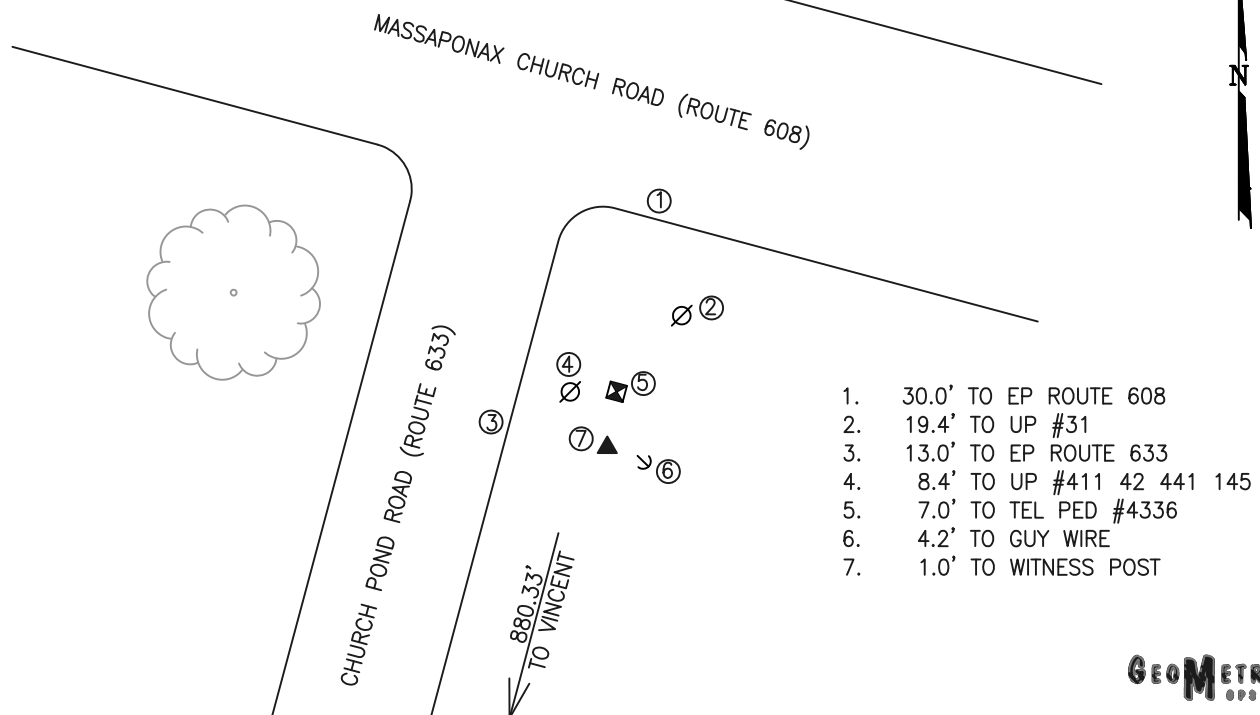 MASSAPONAX CHURCH ROAD (ROUTE 608)
N
1
2
4
5
3
7
6
CHURCH POND ROAD (ROUTE 633)
880.33'
TO VINCENT
1. 30.0' TO EP ROUTE 608
2. 19.4' TO UP #31
3. 13.0' TO EP ROUTE 633
4. 8.4' TO UP #411 42 441 145
5. 7.0' TO TEL PED #4336
6. 4.2' TO GUY WIRE
7. 1.0' TO WITNESS POST
GEOMETR
GPS